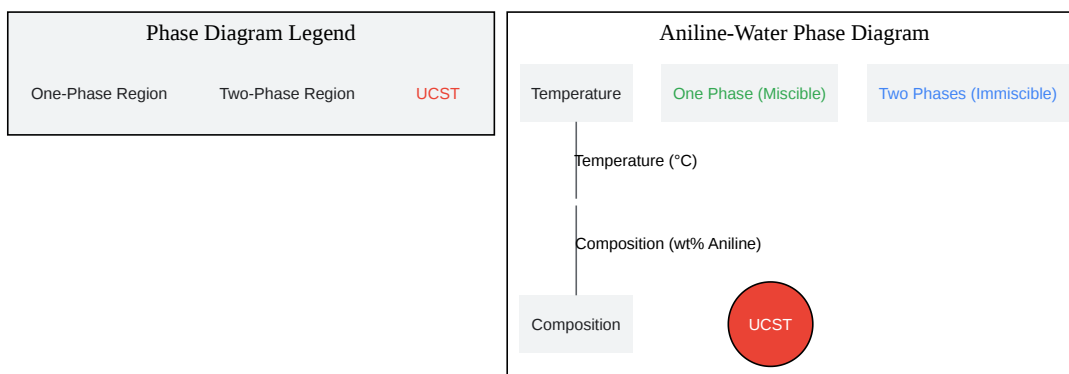 Phase Diagram Legend
One-Phase Region
Two-Phase Region
UCST
Aniline-Water Phase Diagram
Temperature
One Phase (Miscible)
Two Phases (Immiscible)
Temperature (°C)
Composition (wt% Aniline)
Composition
UCST